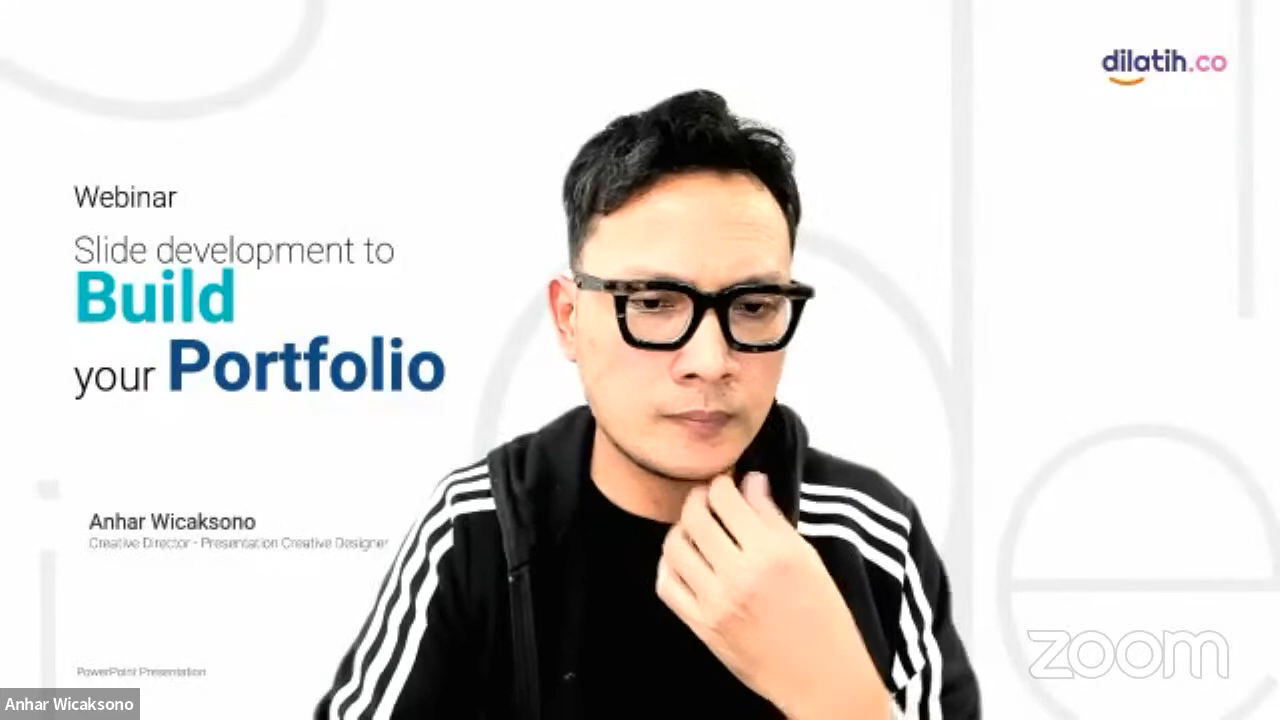 dilatih.co
Webinar
Slide development to
Build
your Portfolio
Anhar Wicaksono
Creative Director - Presentation Creative Designer
PowerPoint Presentation
Anhar Wicaksono
zoom